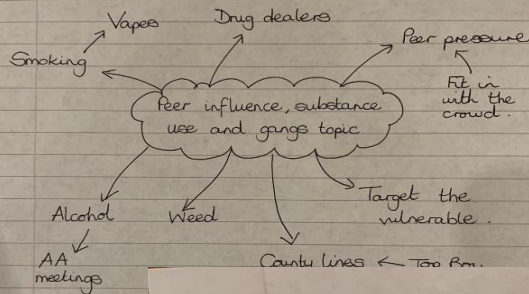 Vapes
Drug dealers
Peer pressure
Smoking
Fit in
with the
crowd.
Peer influence, substance
use and gangs topic
Target the
vulnerable.
Alcohol
Weed
AA
meetings
County lines